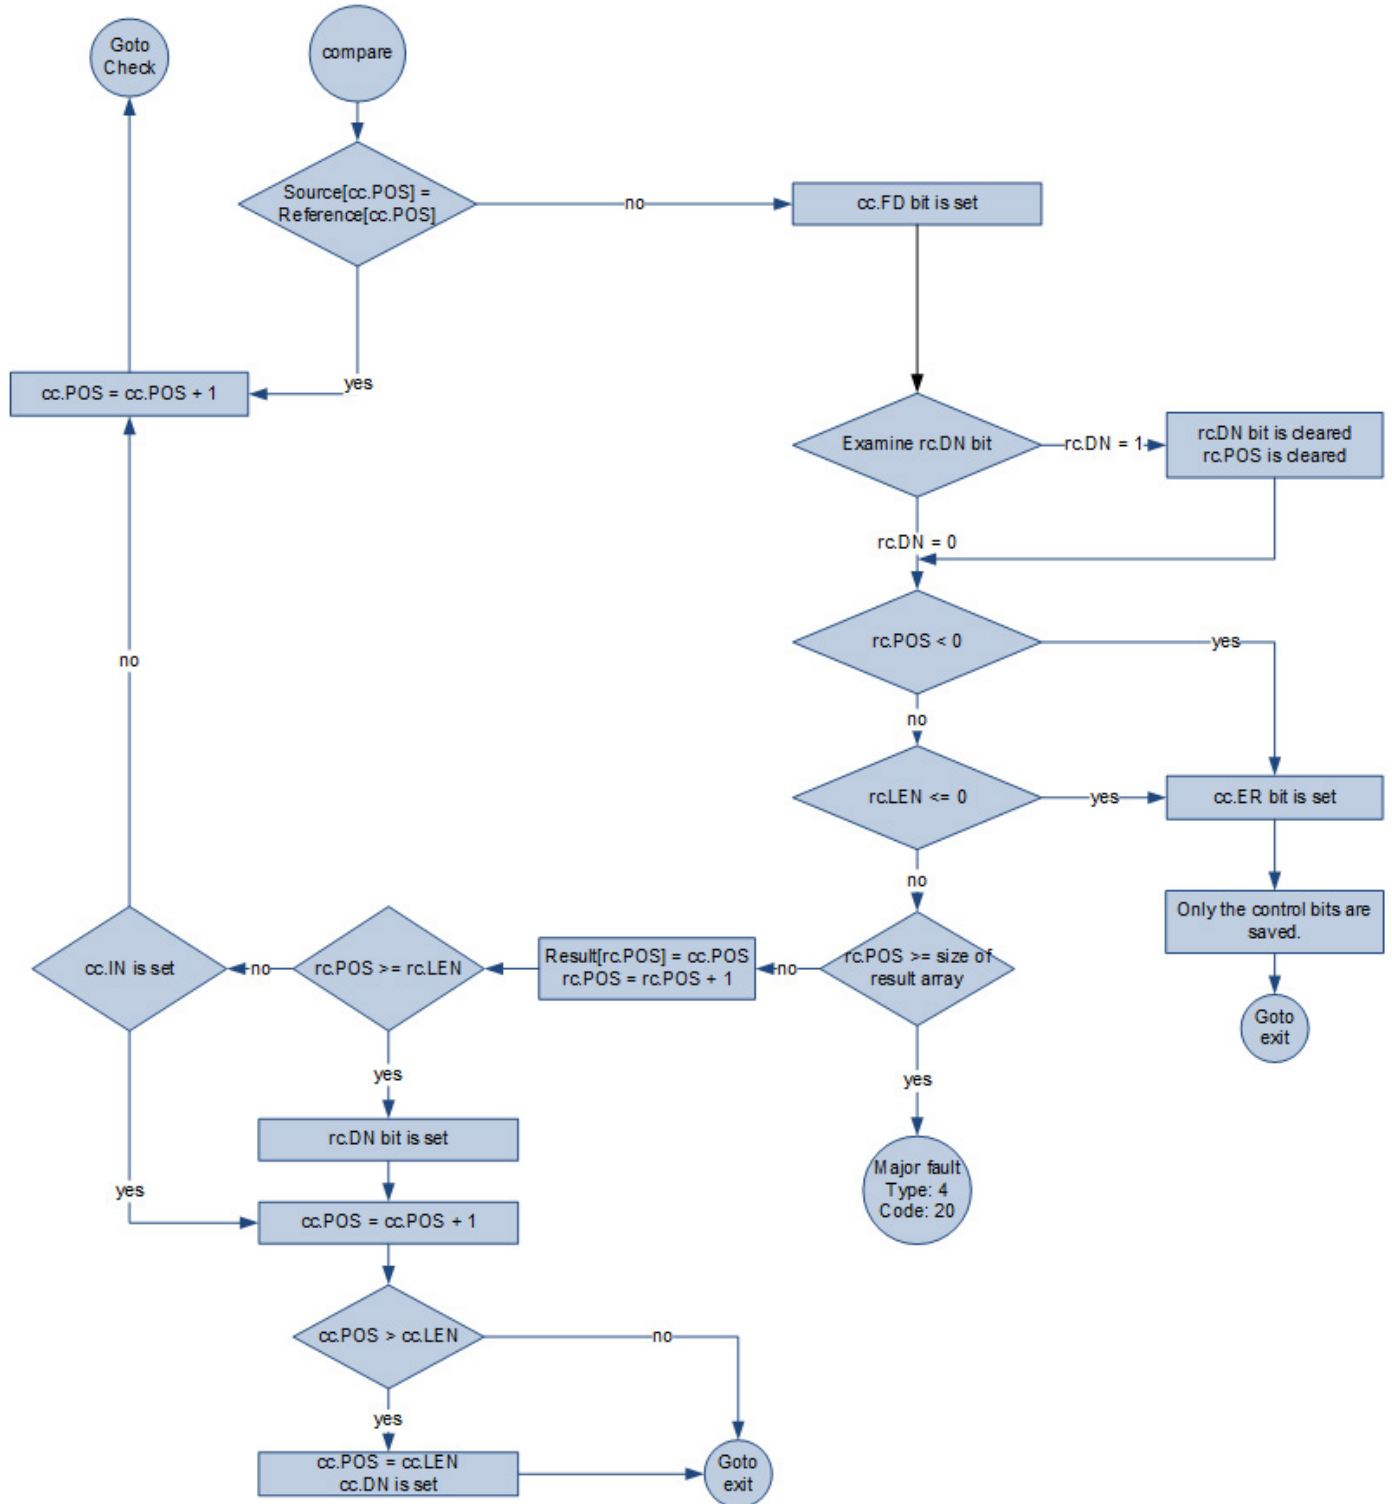 Goto
Check
compare
Source[cc.POS] =
Reference[cc.POS]
no
cc.FD bit is set
yes
cc.POS = cc.POS + 1
Examine rc.DN bit
rc.DN = 1
rc.DN bit is cleared
rc.POS is cleared
rc.DN = 0
rc.POS < 0
yes
no
no
rc.LEN <= 0
yes
cc.ER bit is set
no
Only the control bits are
saved.
cc.IN is set
no
rc.POS >= rc.LEN
Result[rc.POS] = cc.POS
rc.POS = rc.POS + 1
no
rc.POS >= size of
result array
Goto
exit
yes
yes
rc.DN bit is set
Major fault
Type: 4
Code: 20
yes
cc.POS = cc.POS + 1
cc.POS > cc.LEN
no
yes
cc.POS = cc.LEN
cc.DN is set
Goto
exit